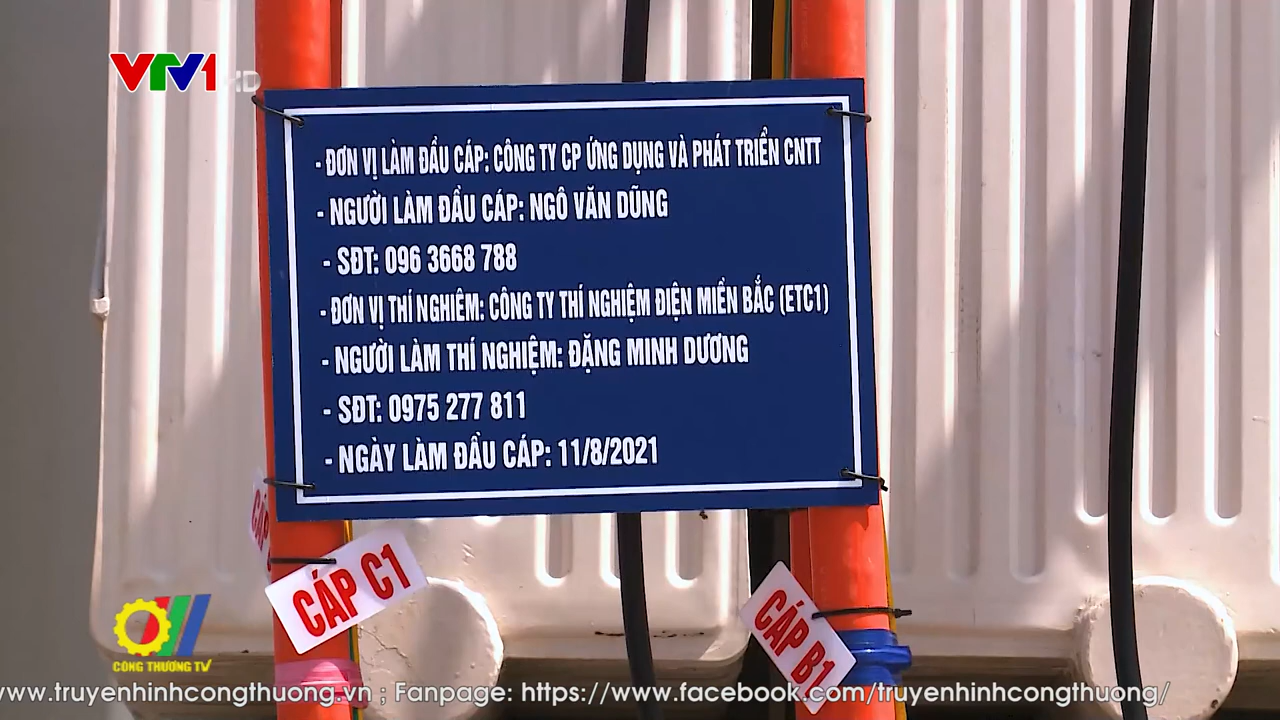 VTV1 HD
- ĐƠN VỊ LÀM ĐẦU CÁP: CÔNG TY CP ỨNG DỤNG VÀ PHÁT TRIỂN CNTT
- NGƯỜI LÀM ĐẦU CÁP: NGÔ VĂN DŨNG
- SĐT: 096 3668 788
- ĐƠN VỊ THÍ NGHIÊM: CÔNG TY THÍ NGHIỆM ĐIỆN MIỀN BẮC (ETC1)
- NGƯỜI LÀM THÍ NGHIỆM: ĐẶNG MINH DƯƠNG
- SĐT: 0975 277 811
- NGÀY LÀM ĐẦU CÁP: 11/8/2021
CÁP
CÁP C1
CÁP B1
CÔNG THƯƠNG TV
www.truyenhinhcongthuong.vn ; Fanpage: https://www.facebook.com/truyenhinhcongthuong/